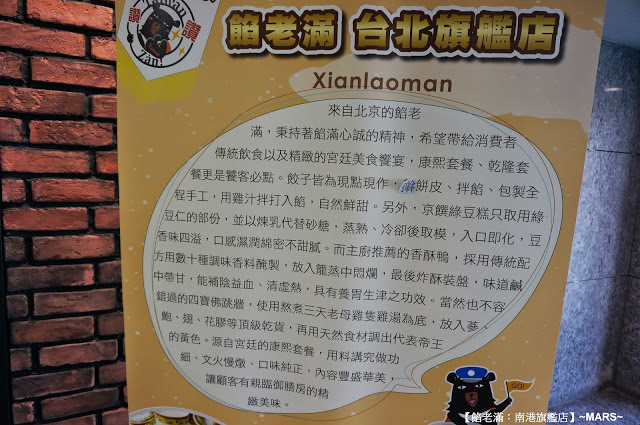 Taiwan
讚
讚
Zan!
餡老滿 台北旗艦店
Xianlaoman
來自北京的餡老
滿，秉持著餡滿心誠的精神，希望帶給消費者
傳統飲食以及精緻的宮廷美食饗宴，康熙套餐、乾隆套
餐更是饕客必點。餃子皆為現點現作，擀餅皮、拌餡、包製全
程手工，用雞汁拌打入餡，自然鮮甜。另外，京饌綠豆糕只取用綠
豆仁的部份，並以煉乳代替砂糖，蒸熟、冷卻後取模，入口即化，豆
香味四溢，口感濕潤綿密不甜膩。而主廚推薦的香酥鴨，採用傳統配
方用數十種調味香料醃製，放入籠蒸中悶爛，最後炸酥裝盤，味道鹹
中帶甘，能補陰益血、清虛熱，具有養胃生津之功效。當然也不容
錯過的四寶佛跳牆，使用熬煮三天老母雞隻雞湯為底，放入蔘、
鮑、翅、花膠等頂級乾貨，再用天然食材調出代表帝王
的黃色。源自宮廷的康熙套餐，用料講究做功
細、文火慢燉、口味純正，內容豐盛華美，
讓顧客有親臨御膳房的精
緻美味。
GO!
【餡老滿：南港旗艦店】~MARS~